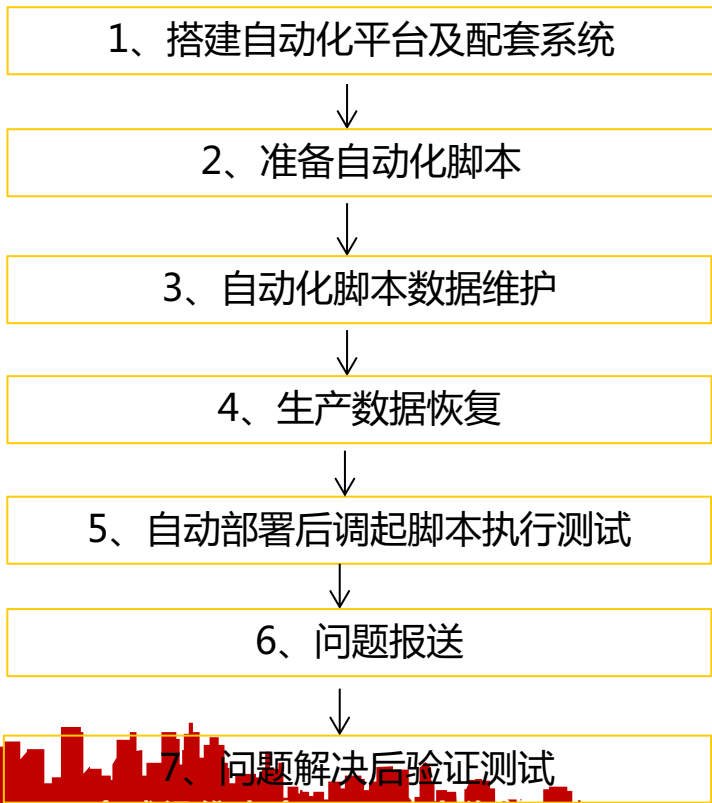 1、搭建自动化平台及配套系统
2、准备自动化脚本
3、自动化脚本数据维护
4、生产数据恢复
5、自动部署后调起脚本执行测试
6、问题报送
7、问题解决后验证测试